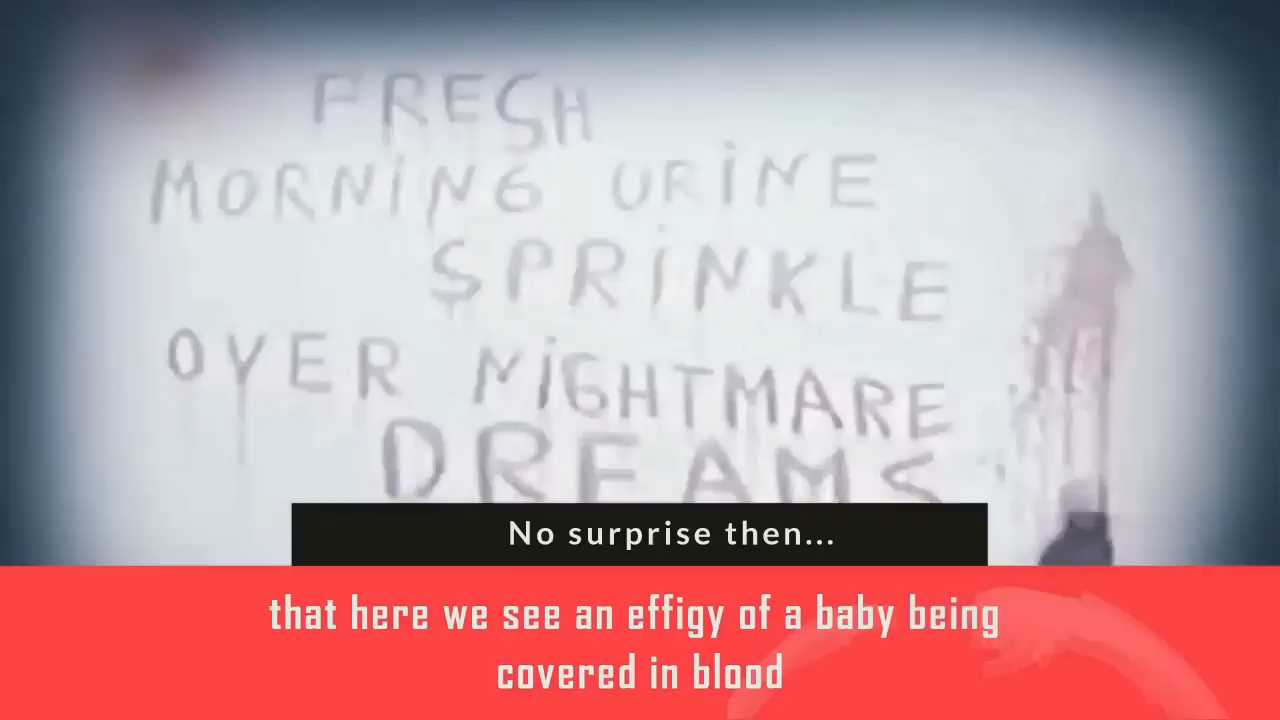 FRESH
MORNING URINE
SPRINKLE
OVER NIGHTMARE
DREAMS
No surprise then...
that here we see an effigy of a baby being
covered in blood